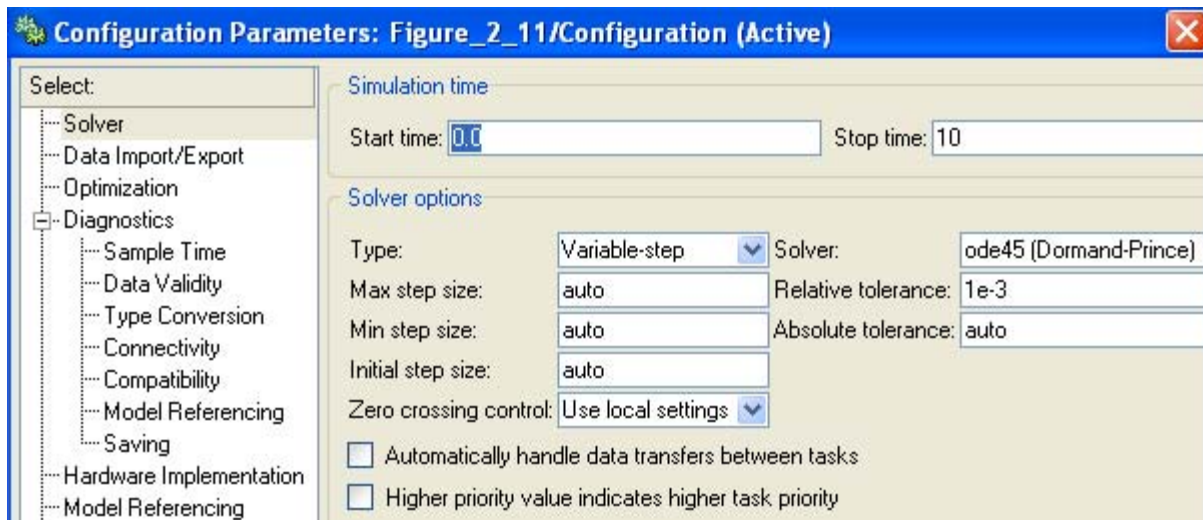 Configuration Parameters: Figure_2_11/Configuration (Active)
Select:
Solver
Data Import/Export
Optimization
Diagnostics
Sample Time
Data Validity
Type Conversion
Connectivity
Compatibility
Model Referencing
Saving
Hardware Implementation
Model Referencing
Simulation time
Start time: 0.0 Stop time: 10
Solver options
Type: Variable-step Solver: ode45 (Dormand-Prince)
Max step size: auto Relative tolerance: 1e-3
Min step size: auto Absolute tolerance: auto
Initial step size: auto
Zero crossing control: Use local settings
Automatically handle data transfers between tasks
Higher priority value indicates higher task priority